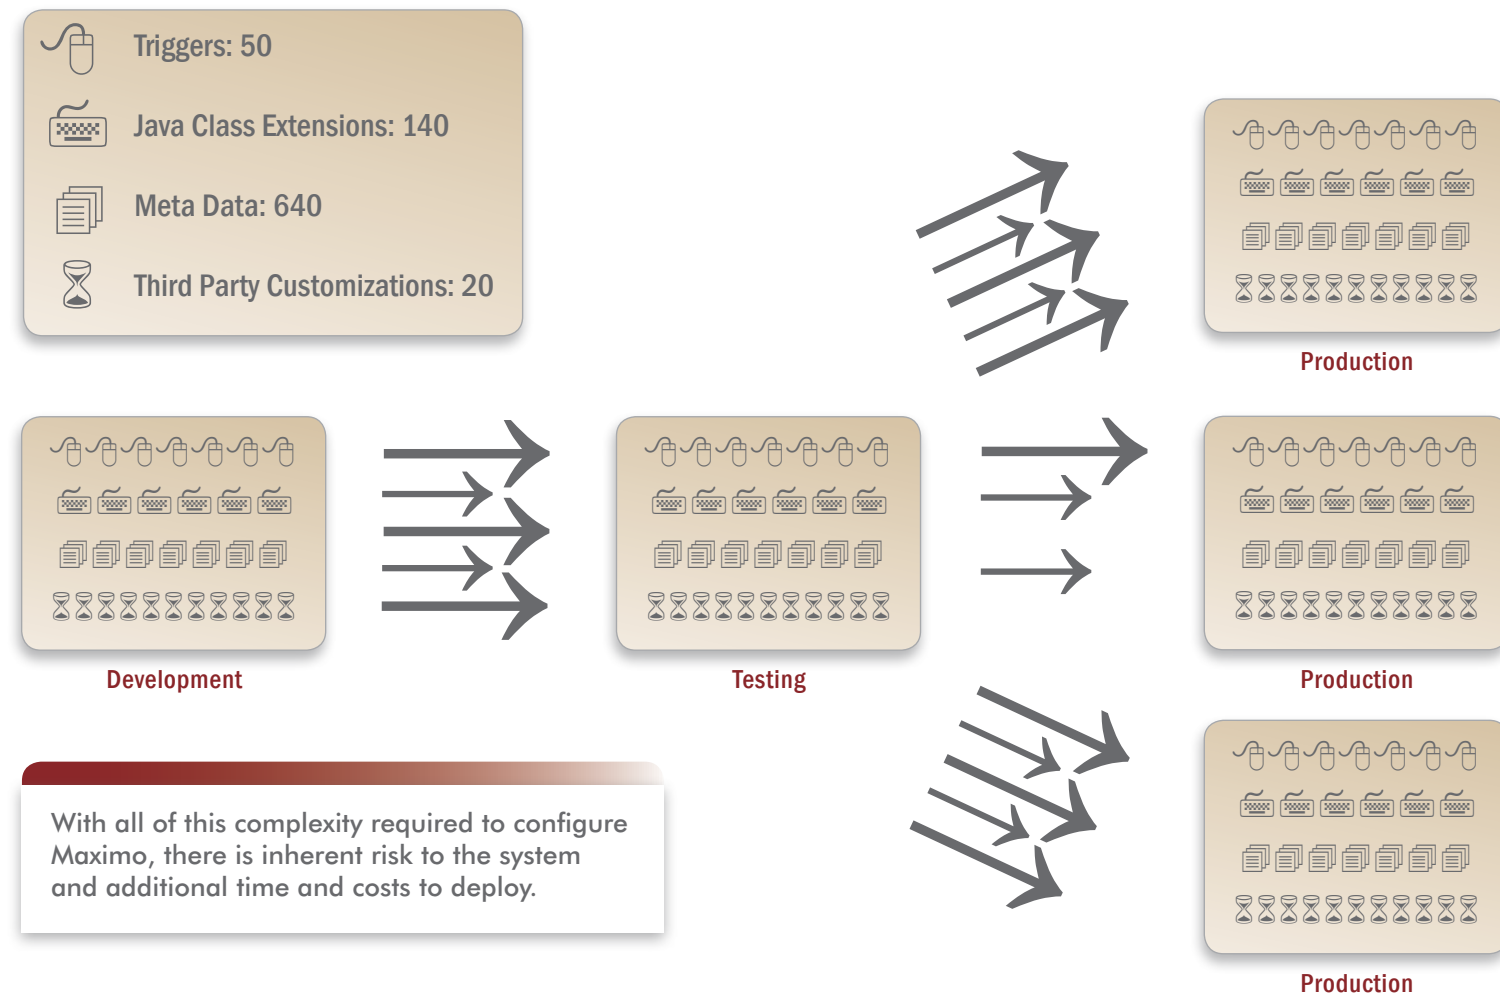 Triggers: 50
Java Class Extensions: 140
Meta Data: 640
Third Party Customizations: 20
Production
Development
Testing
Production
With all of this complexity required to configure
Maximo, there is inherent risk to the system
and additional time and costs to deploy.
Production